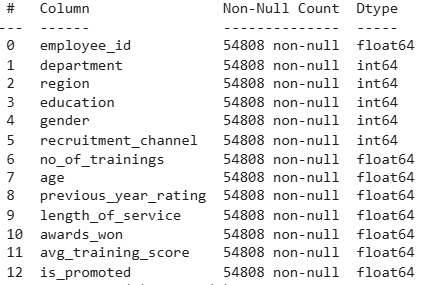 #   Column                Non-Null Count  Dtype
---  ------                --------------  -----
0   employee_id           54808 non-null  float64
1   department            54808 non-null  int64
2   region                54808 non-null  int64
3   education             54808 non-null  int64
4   gender                54808 non-null  int64
5   recruitment_channel   54808 non-null  int64
6   no_of_trainings       54808 non-null  float64
7   age                   54808 non-null  float64
8   previous_year_rating  54808 non-null  float64
9   length_of_service     54808 non-null  float64
10  awards_won            54808 non-null  float64
11  avg_training_score    54808 non-null  float64
12  is_promoted           54808 non-null  float64